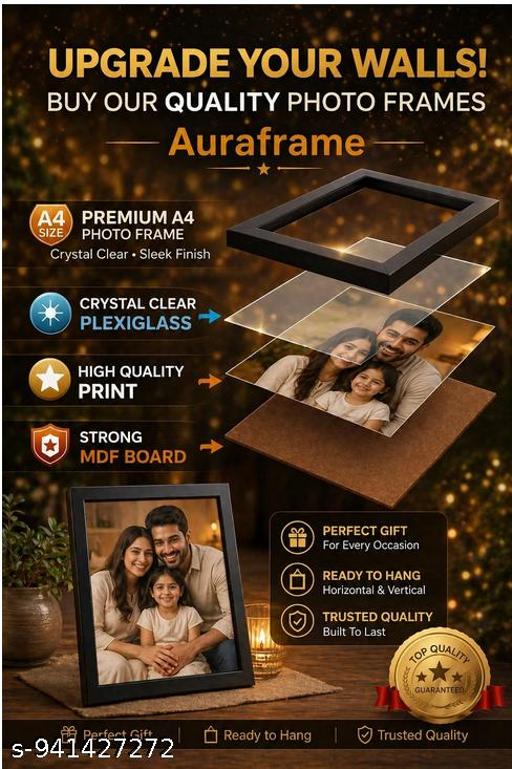 UPGRADE YOUR WALLS!
BUY OUR QUALITY PHOTO FRAMES
Auraframe
A4
SIZE
PREMIUM A4
PHOTO FRAME
Crystal Clear • Sleek Finish
CRYSTAL CLEAR
PLEXIGLASS
HIGH QUALITY
PRINT
STRONG
MDF BOARD
PERFECT GIFT
For Every Occasion
READY TO HANG
Horizontal & Vertical
TRUSTED QUALITY
Built To Last
TOP QUALITY
GUARANTEED
Perfect Gift
Ready to Hang
Trusted Quality
s-941427272